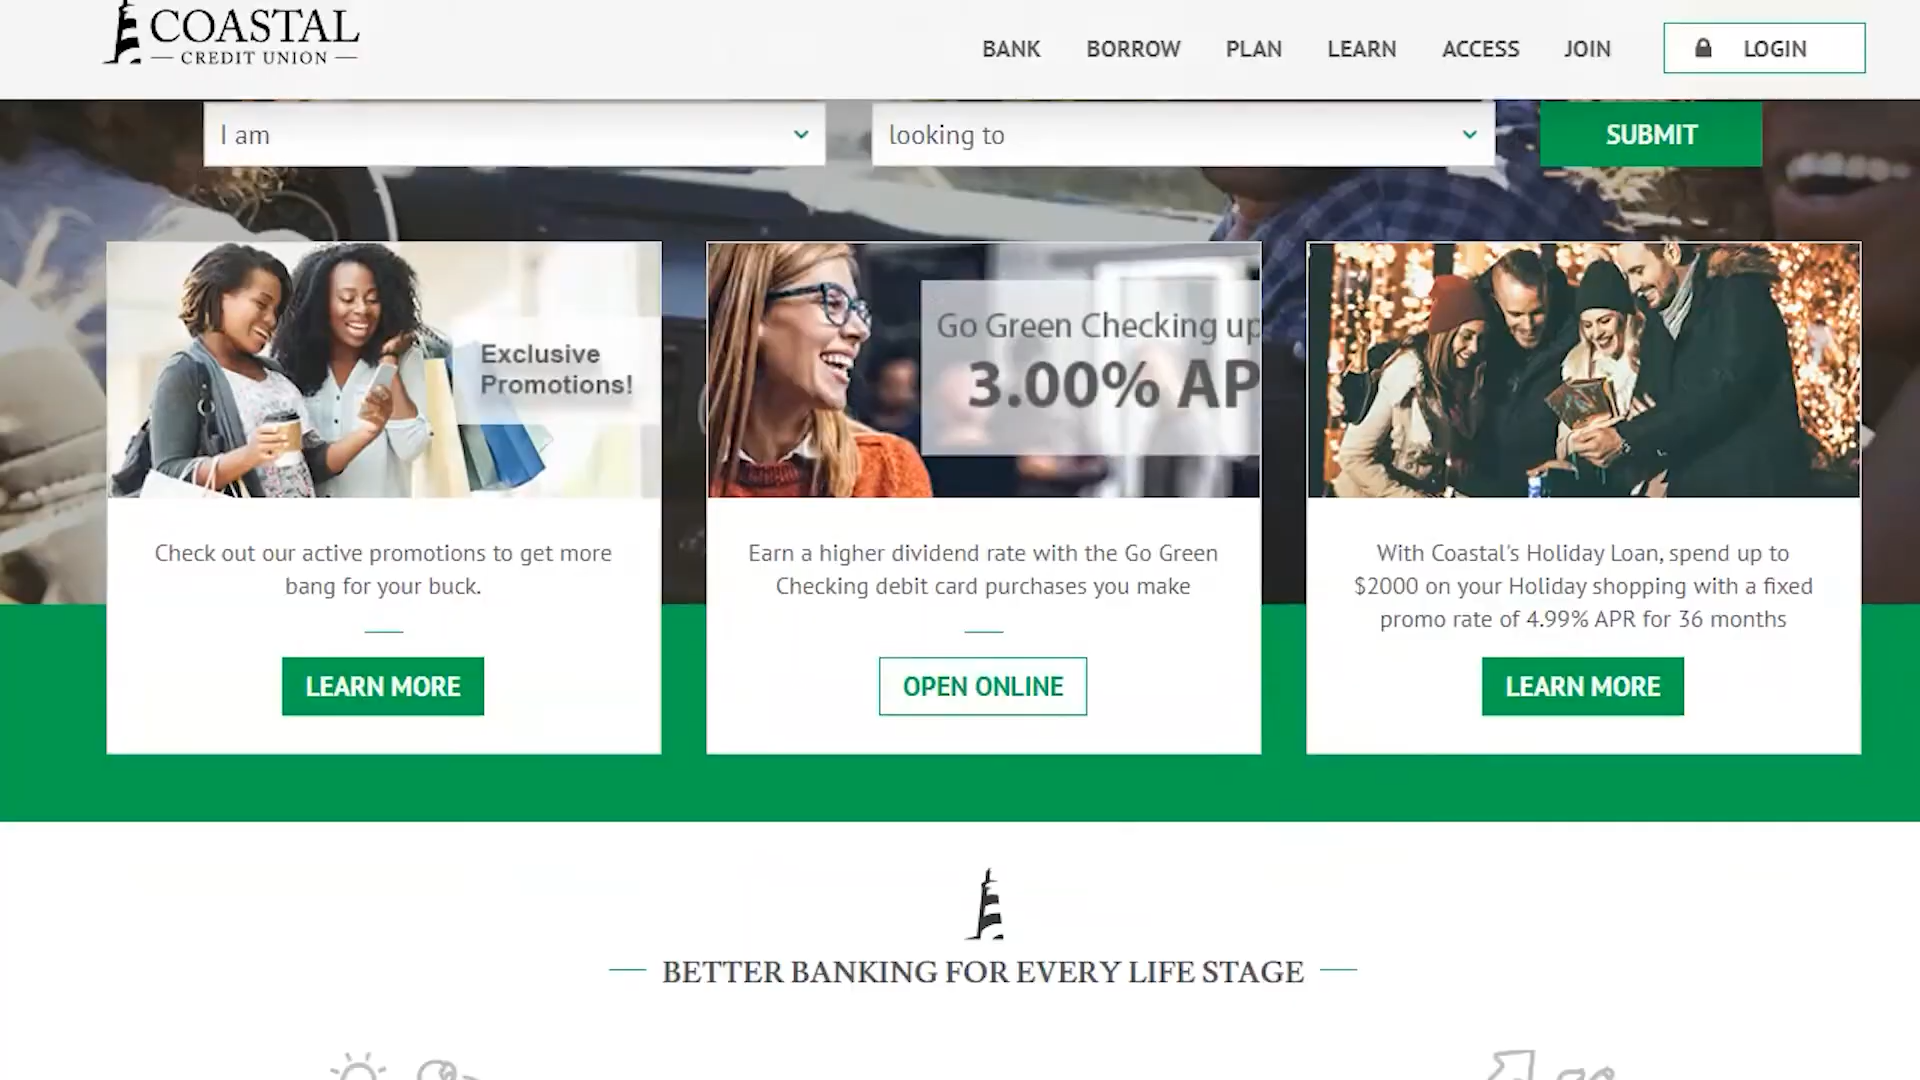 COASTAL
CREDIT UNION
BANK BORROW PLAN LEARN ACCESS JOIN LOGIN
I am looking to SUBMIT
Exclusive
Promotions!
Check out our active promotions to get more
bang for your buck.
LEARN MORE
Go Green Checking up
3.00% AP
Earn a higher dividend rate with the Go Green
Checking debit card purchases you make
OPEN ONLINE
With Coastal's Holiday Loan, spend up to
$2000 on your Holiday shopping with a fixed
promo rate of 4.99% APR for 36 months
LEARN MORE
BETTER BANKING FOR EVERY LIFE STAGE